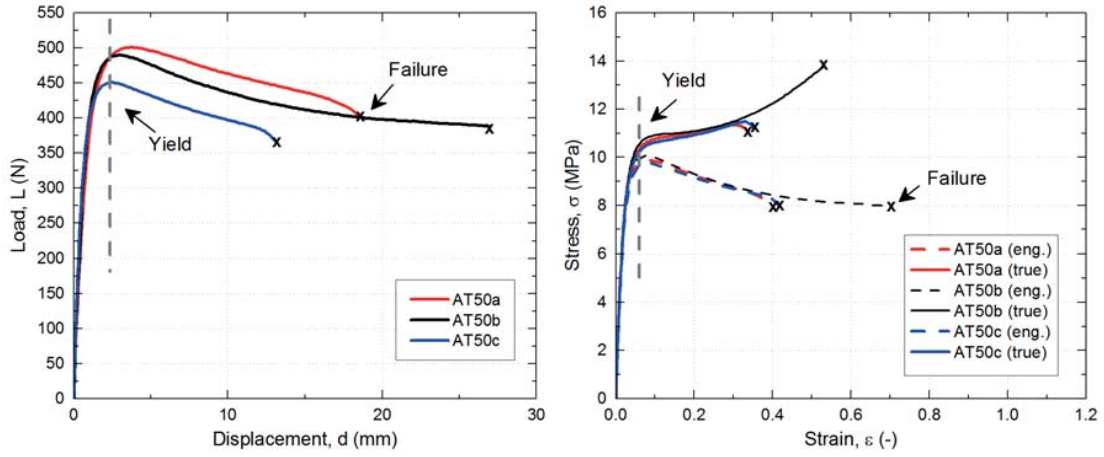 550
500
450
400
350
300
250
200
150
100
50
0
Load, L (N)
Failure
Yield
AT50a
AT50b
AT50c
0 10 20 30
Displacement, d (mm)
16
14
12
10
8
6
4
2
0
Stress, σ (MPa)
Yield
Failure
AT50a (eng.)
AT50a (true)
AT50b (eng.)
AT50b (true)
AT50c (eng.)
AT50c (true)
0.0 0.2 0.4 0.6 0.8 1.0 1.2
Strain, ε (-)